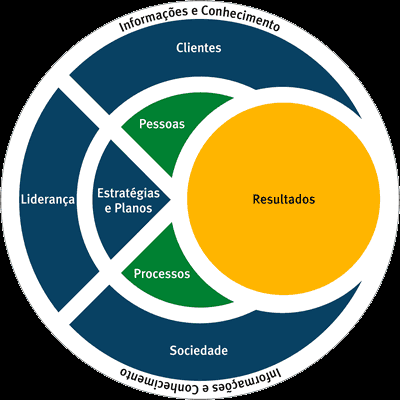 Informações e Conhecimento
Clientes
Pessoas
Liderança
Estratégias
e Planos
Resultados
Processos
Sociedade
Informações e Conhecimento